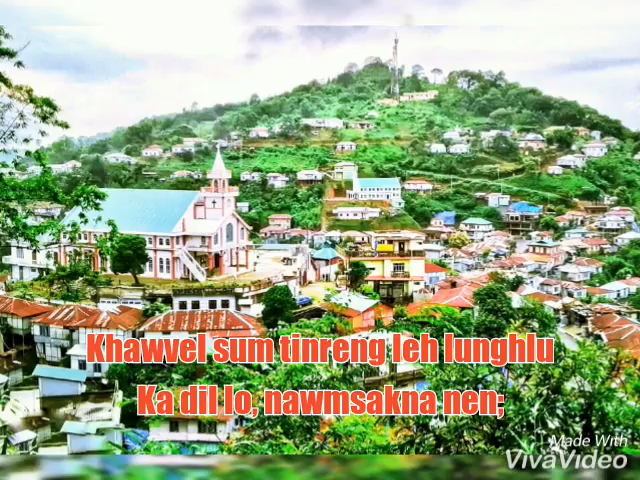 Khawvel sum tinreng leh lunghlu
Ka dil lo, nawmsakna nen;
Made With
VivaVideo